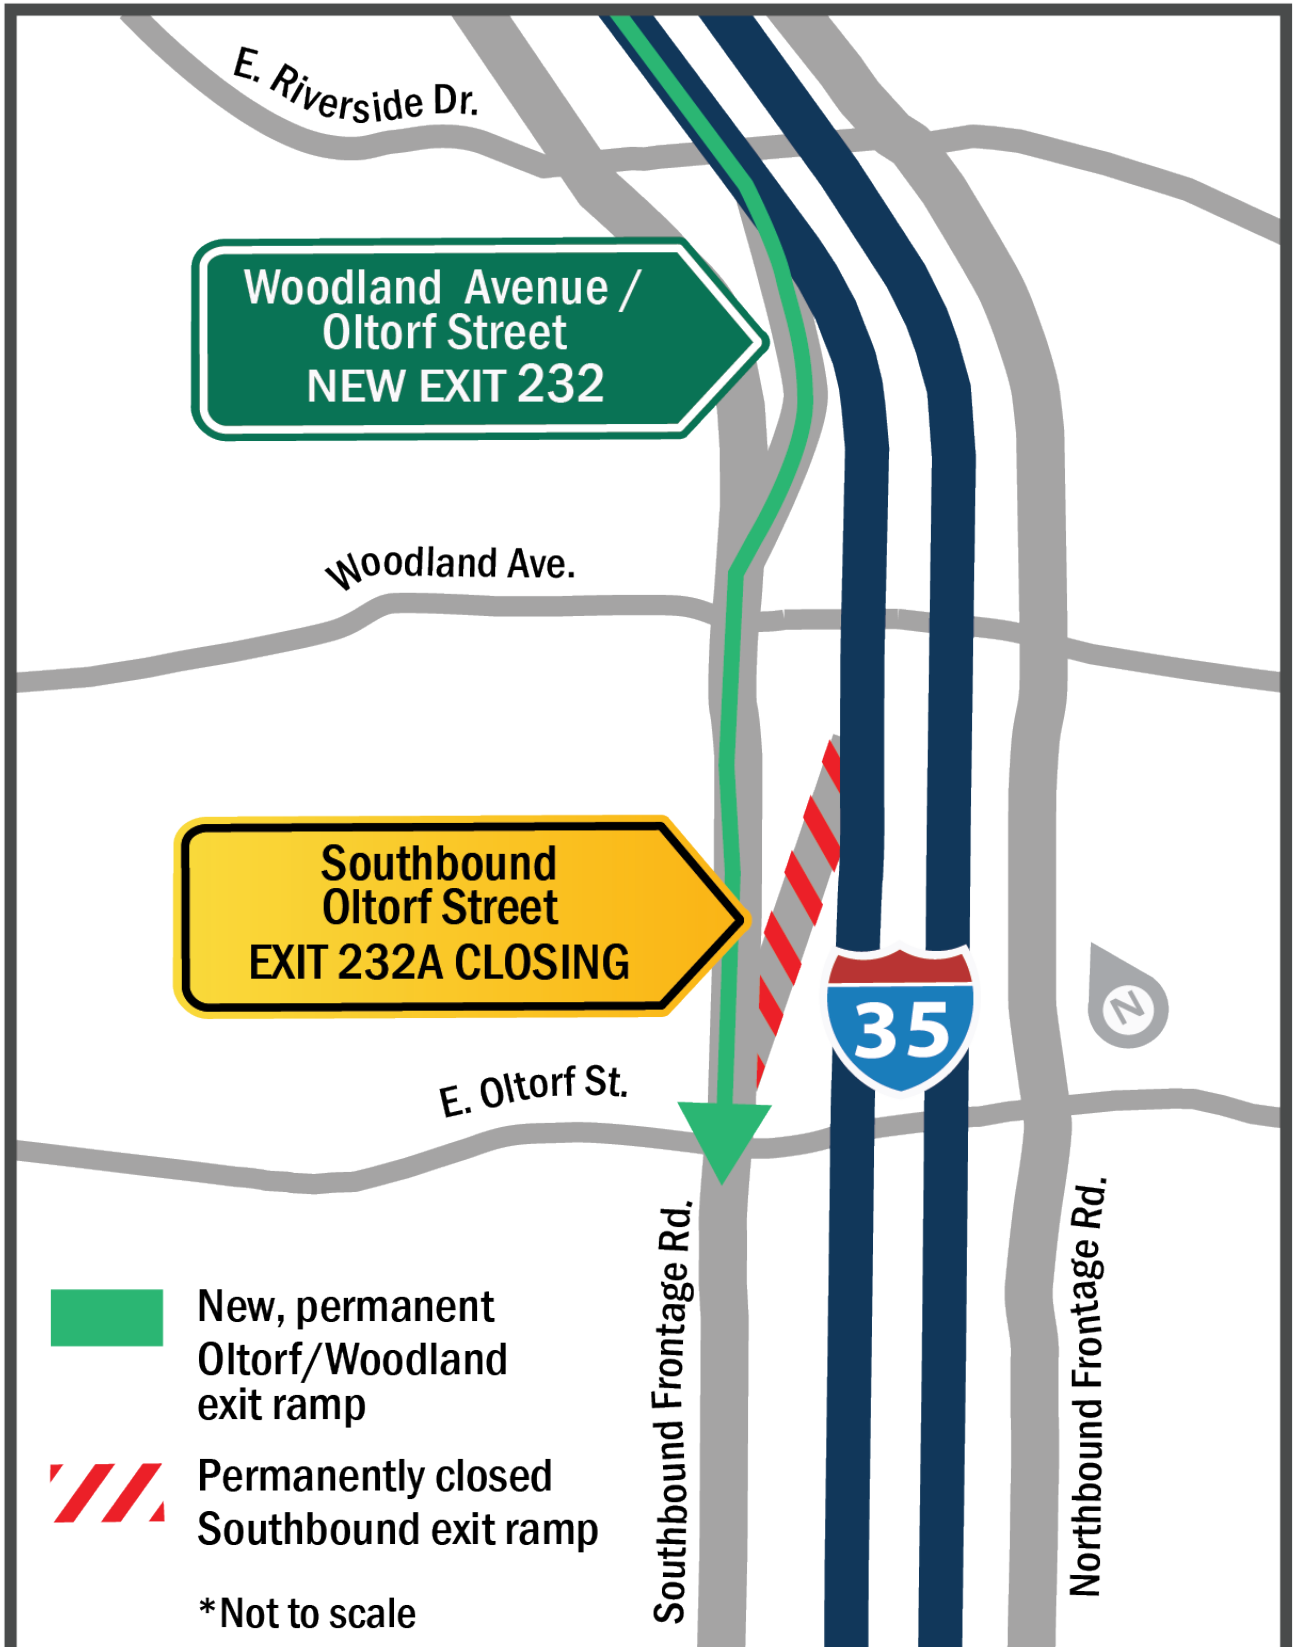 E. Riverside Dr.
Woodland Avenue /
Oltorf Street
NEW EXIT 232
Woodland Ave.
Southbound
Oltorf Street
EXIT 232A CLOSING
35
N
E. Oltorf St.
Southbound Frontage Rd.
Northbound Frontage Rd.
New, permanent
Oltorf/Woodland
exit ramp
Permanently closed
Southbound exit ramp
*Not to scale